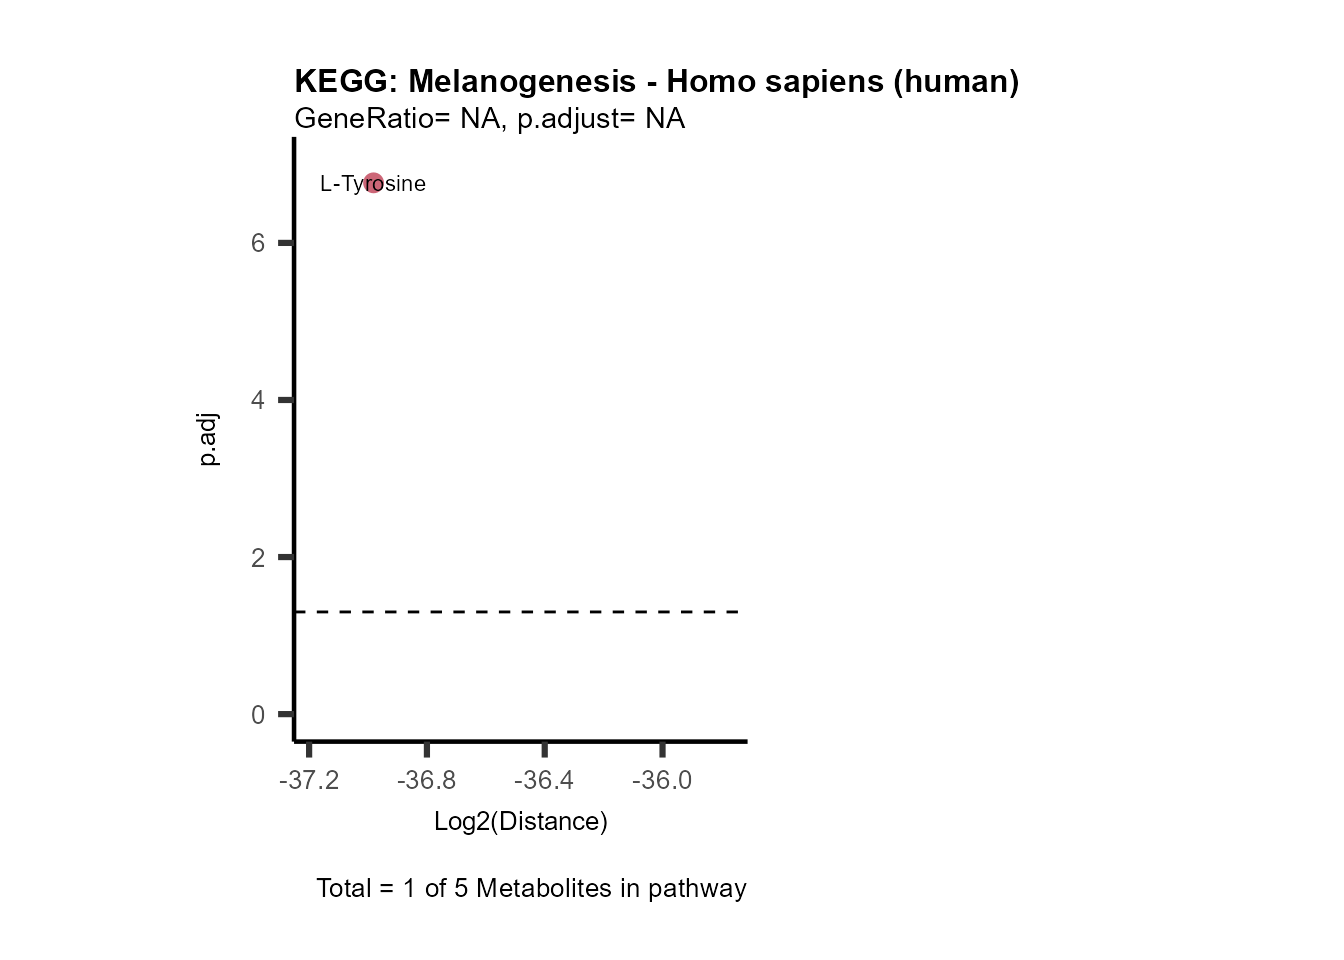 KEGG: Melanogenesis - Homo sapiens (human)
GeneRatio= NA, p.adjust= NA
L-Tyrosine
6
4
2
0
p.adj
-37.2 -36.8 -36.4 -36.0
Log2(Distance)
Total = 1 of 5 Metabolites in pathway